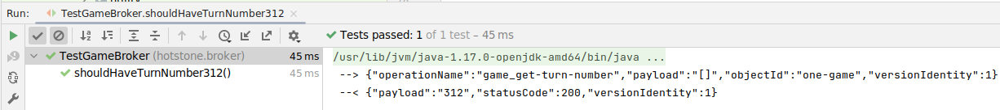 Run: TestGameBroker.shouldHaveTurnNumber312
Tests passed: 1 of 1 test – 45 ms
TestGameBroker (hotstone.broker) 45 ms
shouldHaveTurnNumber312() 45 ms
/usr/lib/jvm/java-1.17.0-openjdk-amd64/bin/java ...
--> {"operationName":"game_get-turn-number","payload":"[]","objectId":"one-game","versionIdentity":1}
--< {"payload":"312","statusCode":200,"versionIdentity":1}